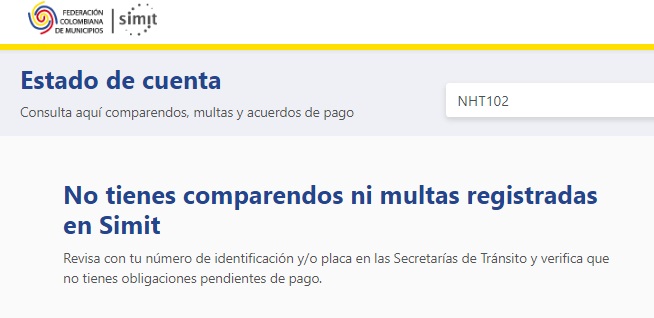 FEDERACIÓN
COLOMBIANA
DE MUNICIPIOS
simit
Estado de cuenta
Consulta aquí comparendos, multas y acuerdos de pago
NHT102
No tienes comparendos ni multas registradas
en Simit
Revisa con tu número de identificación y/o placa en las Secretarías de Tránsito y verifica que
no tienes obligaciones pendientes de pago.